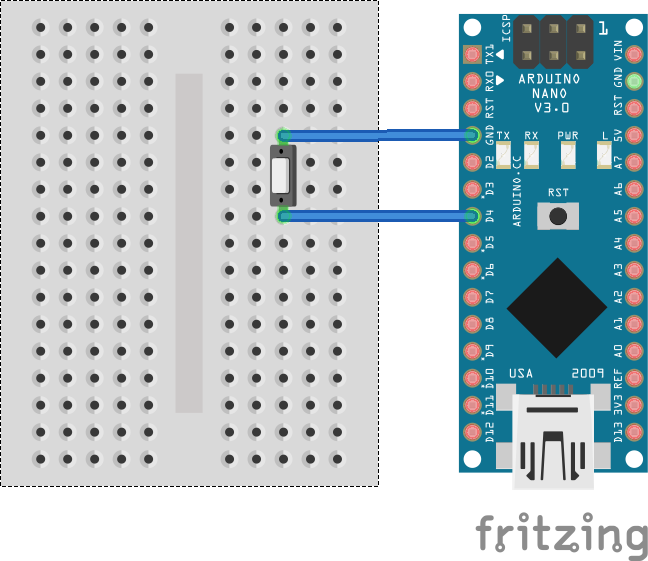 ICSP
1
TX1
RX0
RST
GND
D2
D3
D4
D5
D6
D7
D8
D9
D10
D11
D12
ARDUINO
NANO
V3.0
TX
RX
PWR
L
ARDUINO.CC
RST
USA
2009
VIN
GND
RST
5V
A7
A6
A5
A4
A3
A2
A1
A0
REF
3V3
D13
fritzing